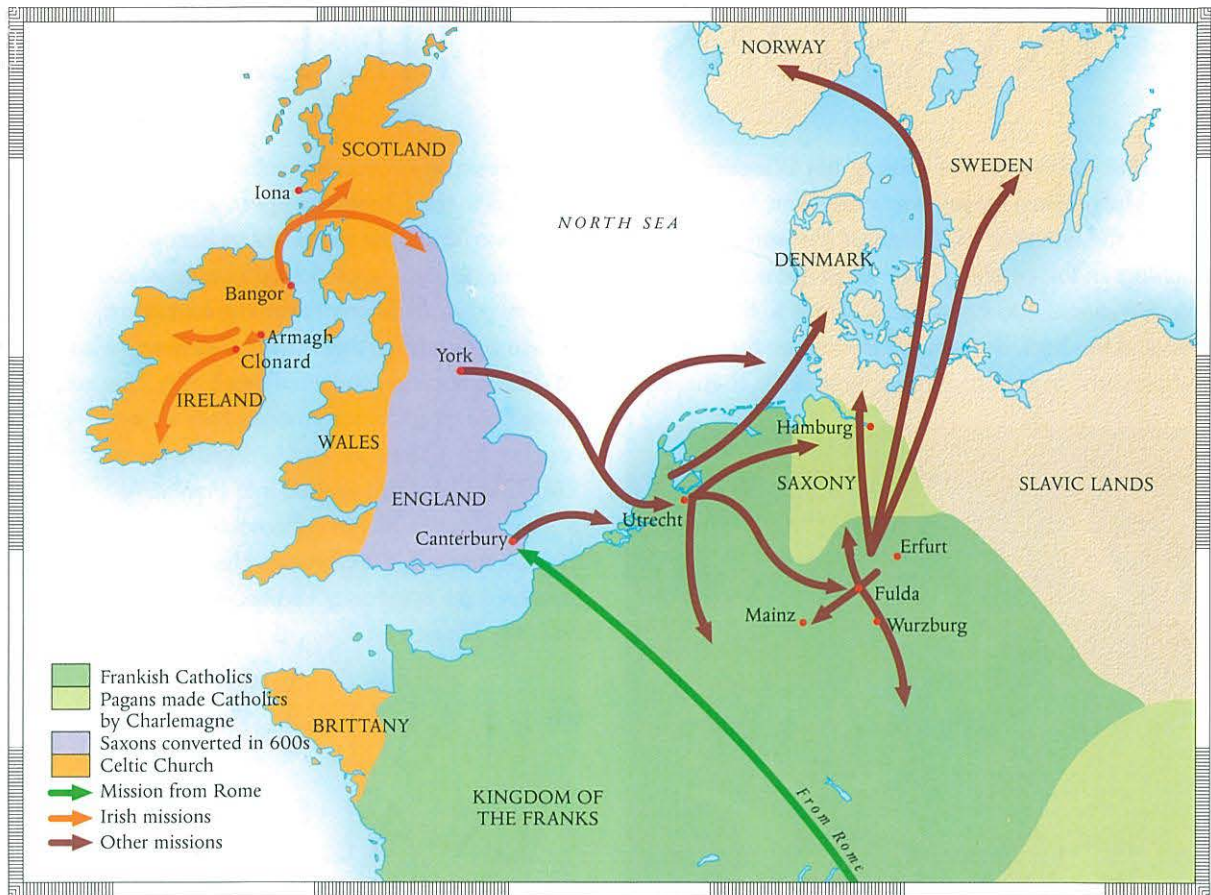 NORWAY
SCOTLAND
SWEDEN
Iona
NORTH SEA
DENMARK
Bangor
Armagh
Clonard
York
IRELAND
Hamburg
WALES
SAXONY
SLAVIC LANDS
ENGLAND
Utrecht
Canterbury
Erfurt
Fulda
Mainz
Wurzburg
Frankish Catholics
Pagans made Catholics
by Charlemagne
BRITTANY
Saxons converted in 600s
Celtic Church
Mission from Rome
KINGDOM OF
THE FRANKS
From Rome
Irish missions
Other missions